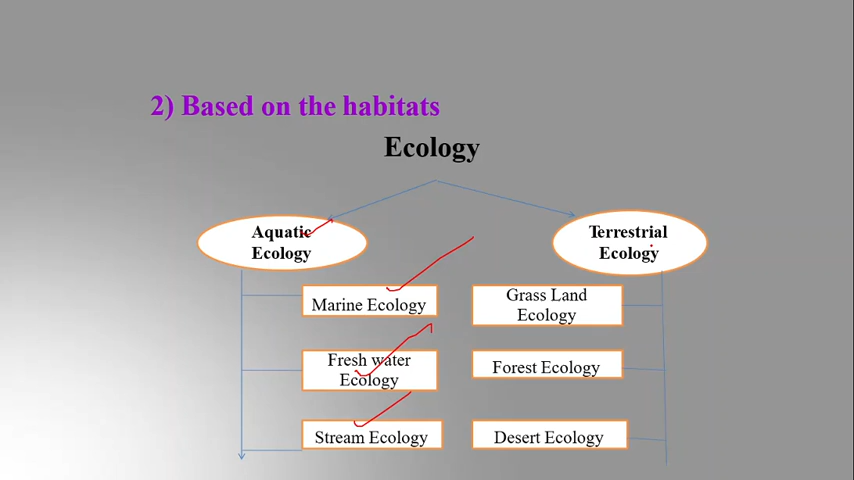 2) Based on the habitats
Ecology
Aquatic
Ecology
Terrestrial
Ecology
Marine Ecology
Fresh water
Ecology
Stream Ecology
Grass Land
Ecology
Forest Ecology
Desert Ecology